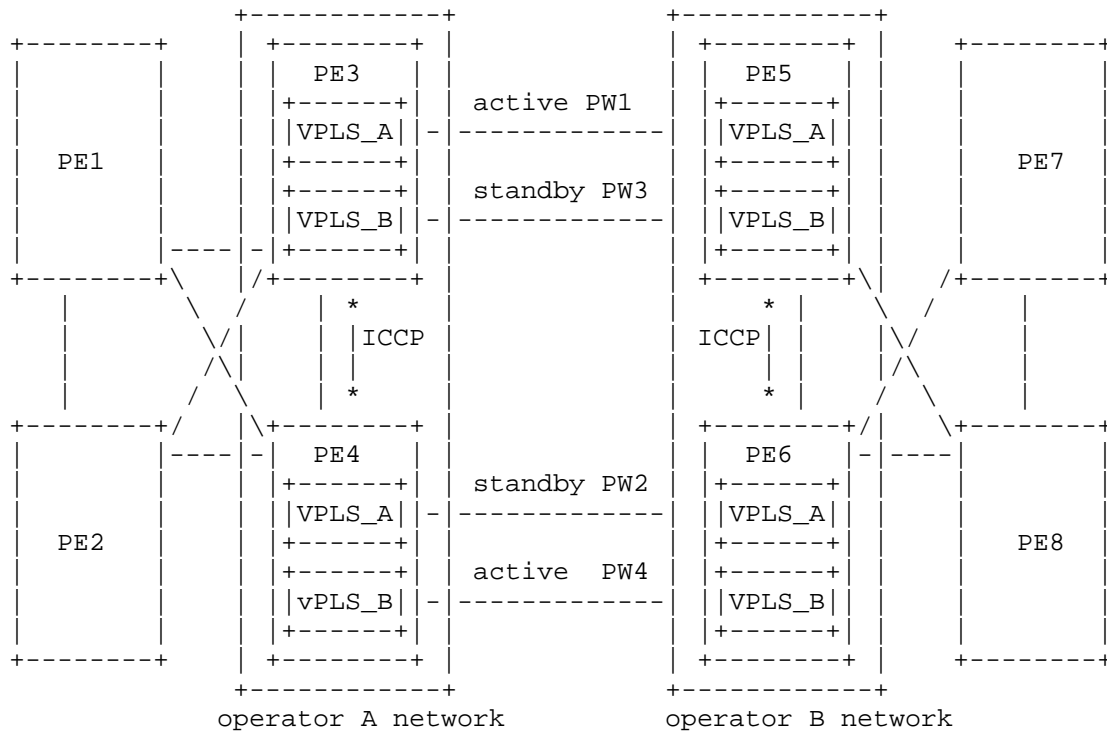 PE3 PE5
active PW1
VPLS_A VPLS_A
PE1 PE7
standby PW3
VPLS_B VPLS_B
ICCP ICCP
PE4 PE6
standby PW2
VPLS_A VPLS_A
PE2 PE8
active PW4
vPLS_B VPLS_B
operator A network operator B network